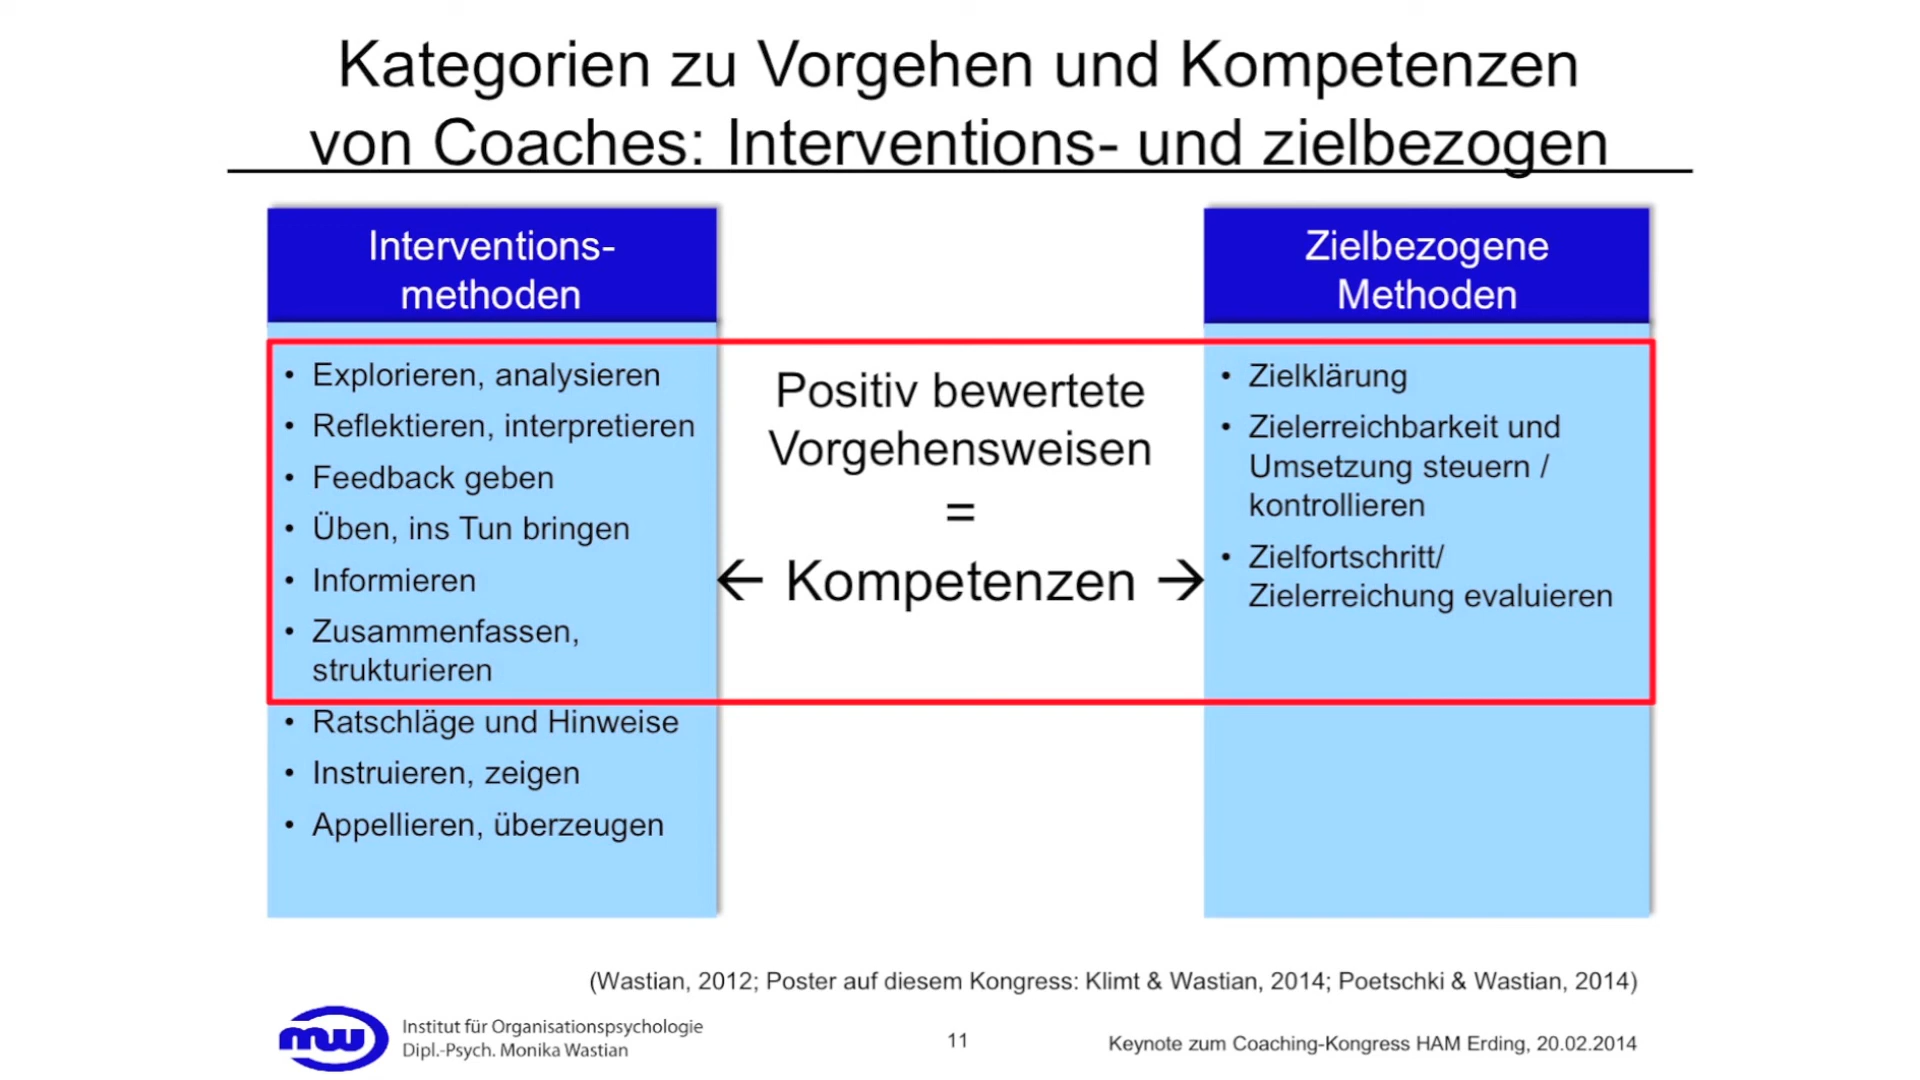 Kategorien zu Vorgehen und Kompetenzen
von Coaches: Interventions- und zielbezogen
Interventions-
methoden
• Explorieren, analysieren
• Reflektieren, interpretieren
• Feedback geben
• Üben, ins Tun bringen
• Informieren
• Zusammenfassen,
strukturieren
• Ratschläge und Hinweise
• Instruieren, zeigen
• Appellieren, überzeugen
Positiv bewertete
Vorgehensweisen
=
← Kompetenzen →
Zielbezogene
Methoden
• Zielklärung
• Zielerreichbarkeit und
Umsetzung steuern /
kontrollieren
• Zielfortschritt/
Zielerreichung evaluieren
(Wastian, 2012; Poster auf diesem Kongress: Klimt & Wastian, 2014; Poetschki & Wastian, 2014)
mw
Institut für Organisationspsychologie
Dipl.-Psych. Monika Wastian
11
Keynote zum Coaching-Kongress HAM Erding, 20.02.2014